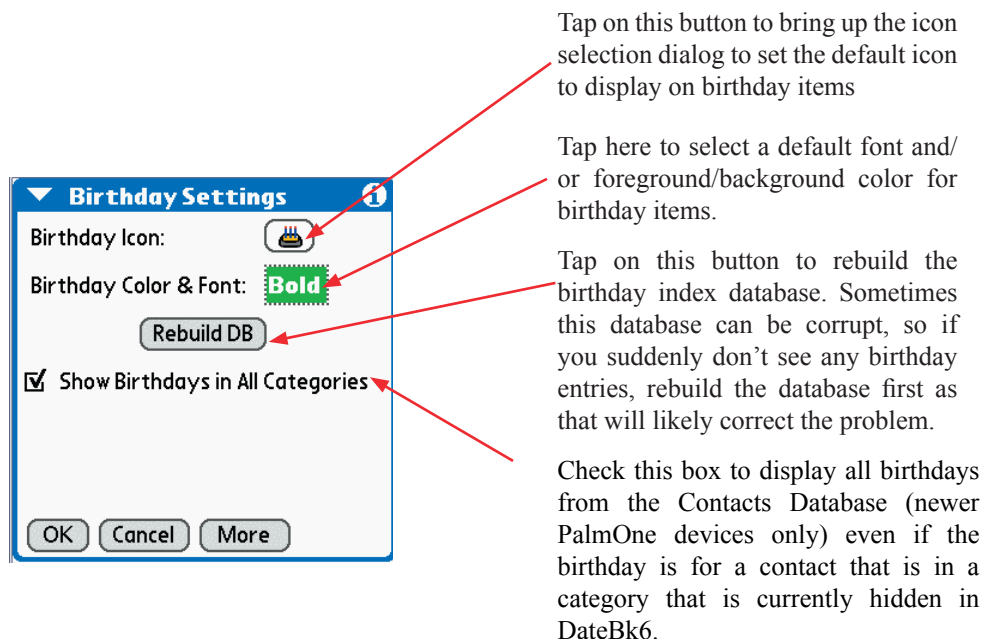 Tap on this button to bring up the icon
selection dialog to set the default icon
to display on birthday items
Tap here to select a default font and/
or foreground/background color for
birthday items.
Tap on this button to rebuild the
birthday index database. Sometimes
this database can be corrupt, so if
you suddenly don’t see any birthday
entries, rebuild the database first as
that will likely correct the problem.
Check this box to display all birthdays
from the Contacts Database (newer
PalmOne devices only) even if the
birthday is for a contact that is in a
category that is currently hidden in
DateBk6.
Birthday Settings i
Birthday Icon:
Birthday Color & Font: Bold
Rebuild DB
Show Birthdays in All Categories
OK Cancel More